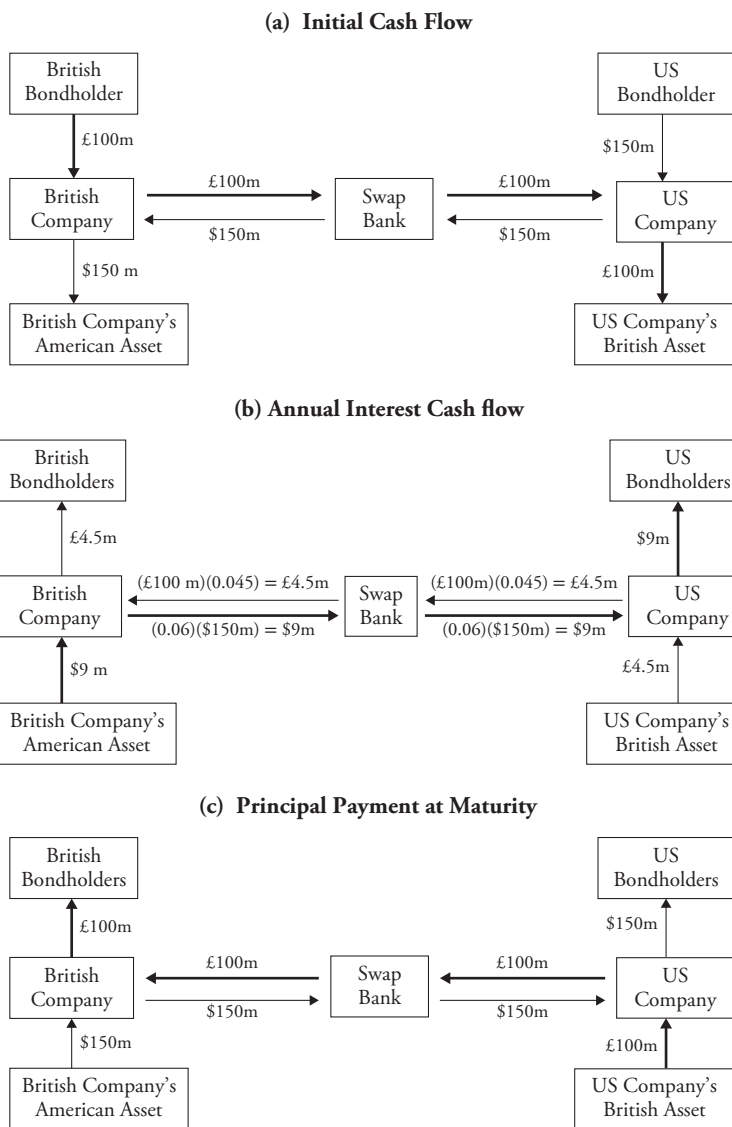 (a) Initial Cash Flow
British
Bondholder
US
Bondholder
£100m
$150m
British
Company
£100m
$150m
Swap
Bank
£100m
$150m
US
Company
$150 m
£100m
British Company's
American Asset
US Company's
British Asset
(b) Annual Interest Cash flow
British
Bondholders
US
Bondholders
£4.5m
$9m
British
Company
(£100 m)(0.045) = £4.5m
(0.06)($150m) = $9m
Swap
Bank
(£100m)(0.045) = £4.5m
(0.06)($150m) = $9m
US
Company
$9 m
£4.5m
British Company's
American Asset
US Company's
British Asset
(c) Principal Payment at Maturity
British
Bondholders
US
Bondholders
£100m
$150m
British
Company
£100m
$150m
Swap
Bank
£100m
$150m
US
Company
$150m
£100m
British Company's
American Asset
US Company's
British Asset